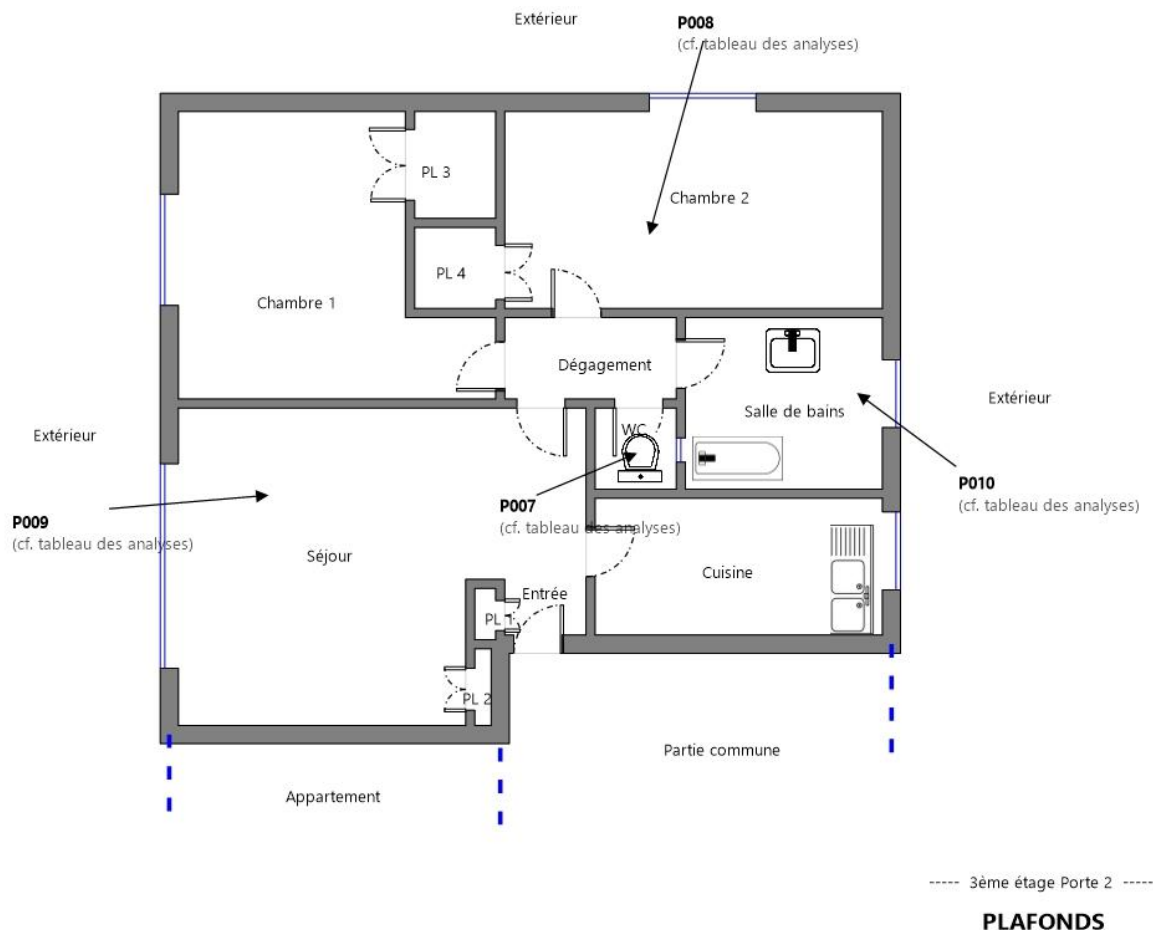 Extérieur
P008
(cf. tableau des analyses)
PL 3
Chambre 2
PL 4
Chambre 1
Dégagement
Extérieur
Salle de bains
WC
Extérieur
P010
(cf. tableau des analyses)
P007
(cf. tableau des analyses)
P009
(cf. tableau des analyses)
Séjour
Cuisine
Entrée
PL 1
PL 2
Partie commune
Appartement
----- 3ème étage Porte 2 -----
PLAFONDS